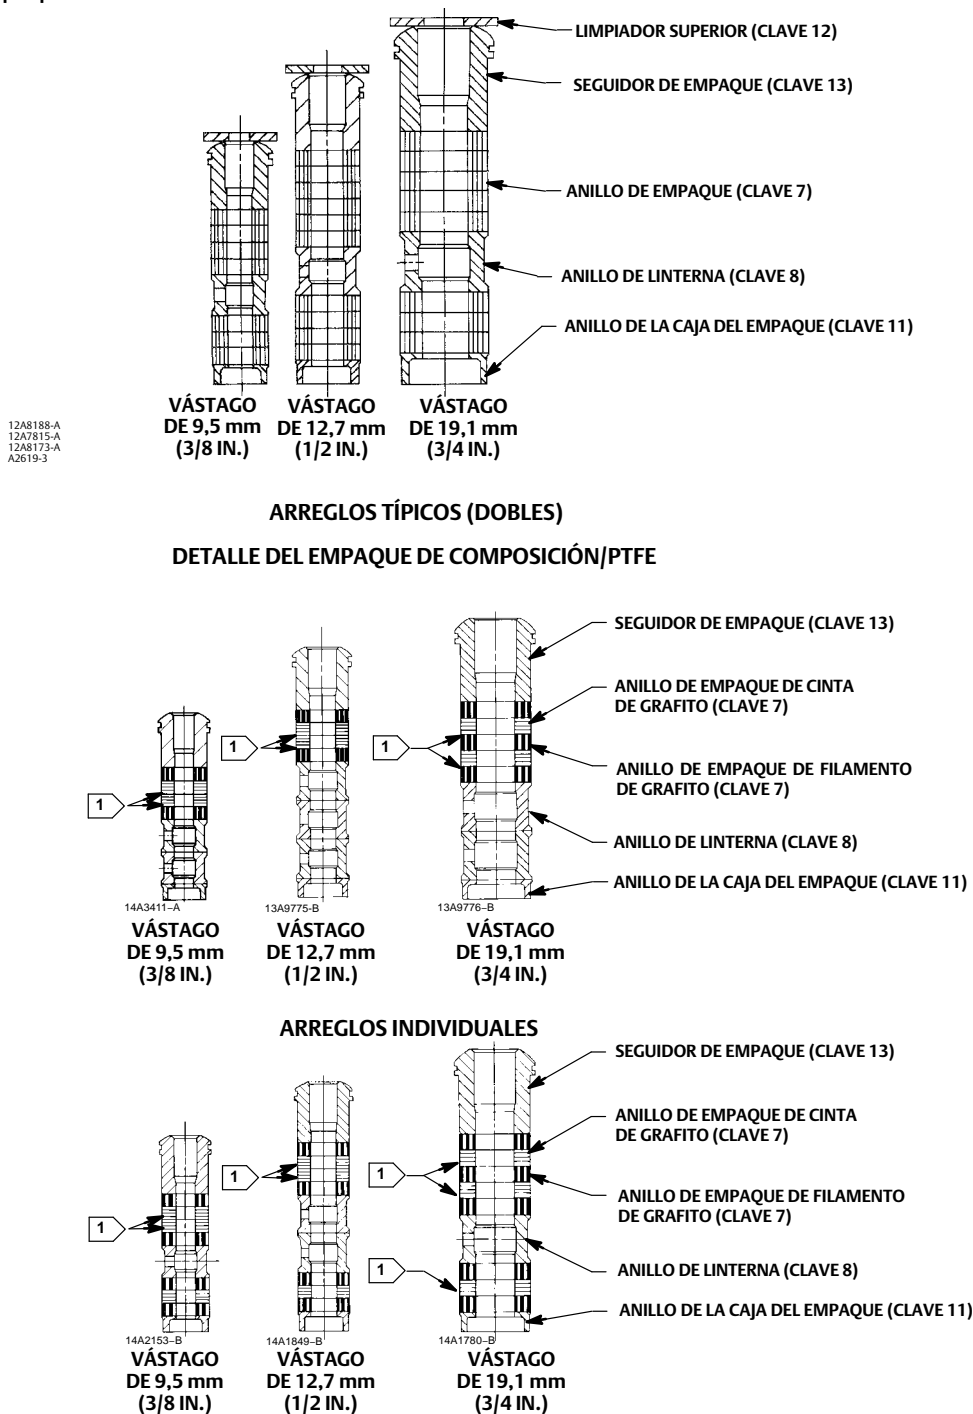 LIMPIADOR SUPERIOR (CLAVE 12)
SEGUIDOR DE EMPAQUE (CLAVE 13)
ANILLO DE EMPAQUE (CLAVE 7)
ANILLO DE LINTERNA (CLAVE 8)
ANILLO DE LA CAJA DEL EMPAQUE (CLAVE 11)
VÁSTAGO
DE 9,5 mm
(3/8 IN.)
VÁSTAGO
DE 12,7 mm
(1/2 IN.)
VÁSTAGO
DE 19,1 mm
(3/4 IN.)
12A8188-A
12A7815-A
12A8173-A
A2619-3
ARREGLOS TÍPICOS (DOBLES)
DETALLE DEL EMPAQUE DE COMPOSICIÓN/PTFE
SEGUIDOR DE EMPAQUE (CLAVE 13)
ANILLO DE EMPAQUE DE CINTA
DE GRAFITO (CLAVE 7)
1
1
1
ANILLO DE EMPAQUE DE FILAMENTO
DE GRAFITO (CLAVE 7)
ANILLO DE LINTERNA (CLAVE 8)
ANILLO DE LA CAJA DEL EMPAQUE (CLAVE 11)
14A3411-A
13A9775-B
13A9776-B
VÁSTAGO
DE 9,5 mm
(3/8 IN.)
VÁSTAGO
DE 12,7 mm
(1/2 IN.)
VÁSTAGO
DE 19,1 mm
(3/4 IN.)
ARREGLOS INDIVIDUALES
SEGUIDOR DE EMPAQUE (CLAVE 13)
ANILLO DE EMPAQUE DE CINTA
DE GRAFITO (CLAVE 7)
1
1
1
ANILLO DE EMPAQUE DE FILAMENTO
DE GRAFITO (CLAVE 7)
1
ANILLO DE LINTERNA (CLAVE 8)
ANILLO DE LA CAJA DEL EMPAQUE (CLAVE 11)
14A2153-B
14A1849-B
14A1780-B
VÁSTAGO
DE 9,5 mm
(3/8 IN.)
VÁSTAGO
DE 12,7 mm
(1/2 IN.)
VÁSTAGO
DE 19,1 mm
(3/4 IN.)